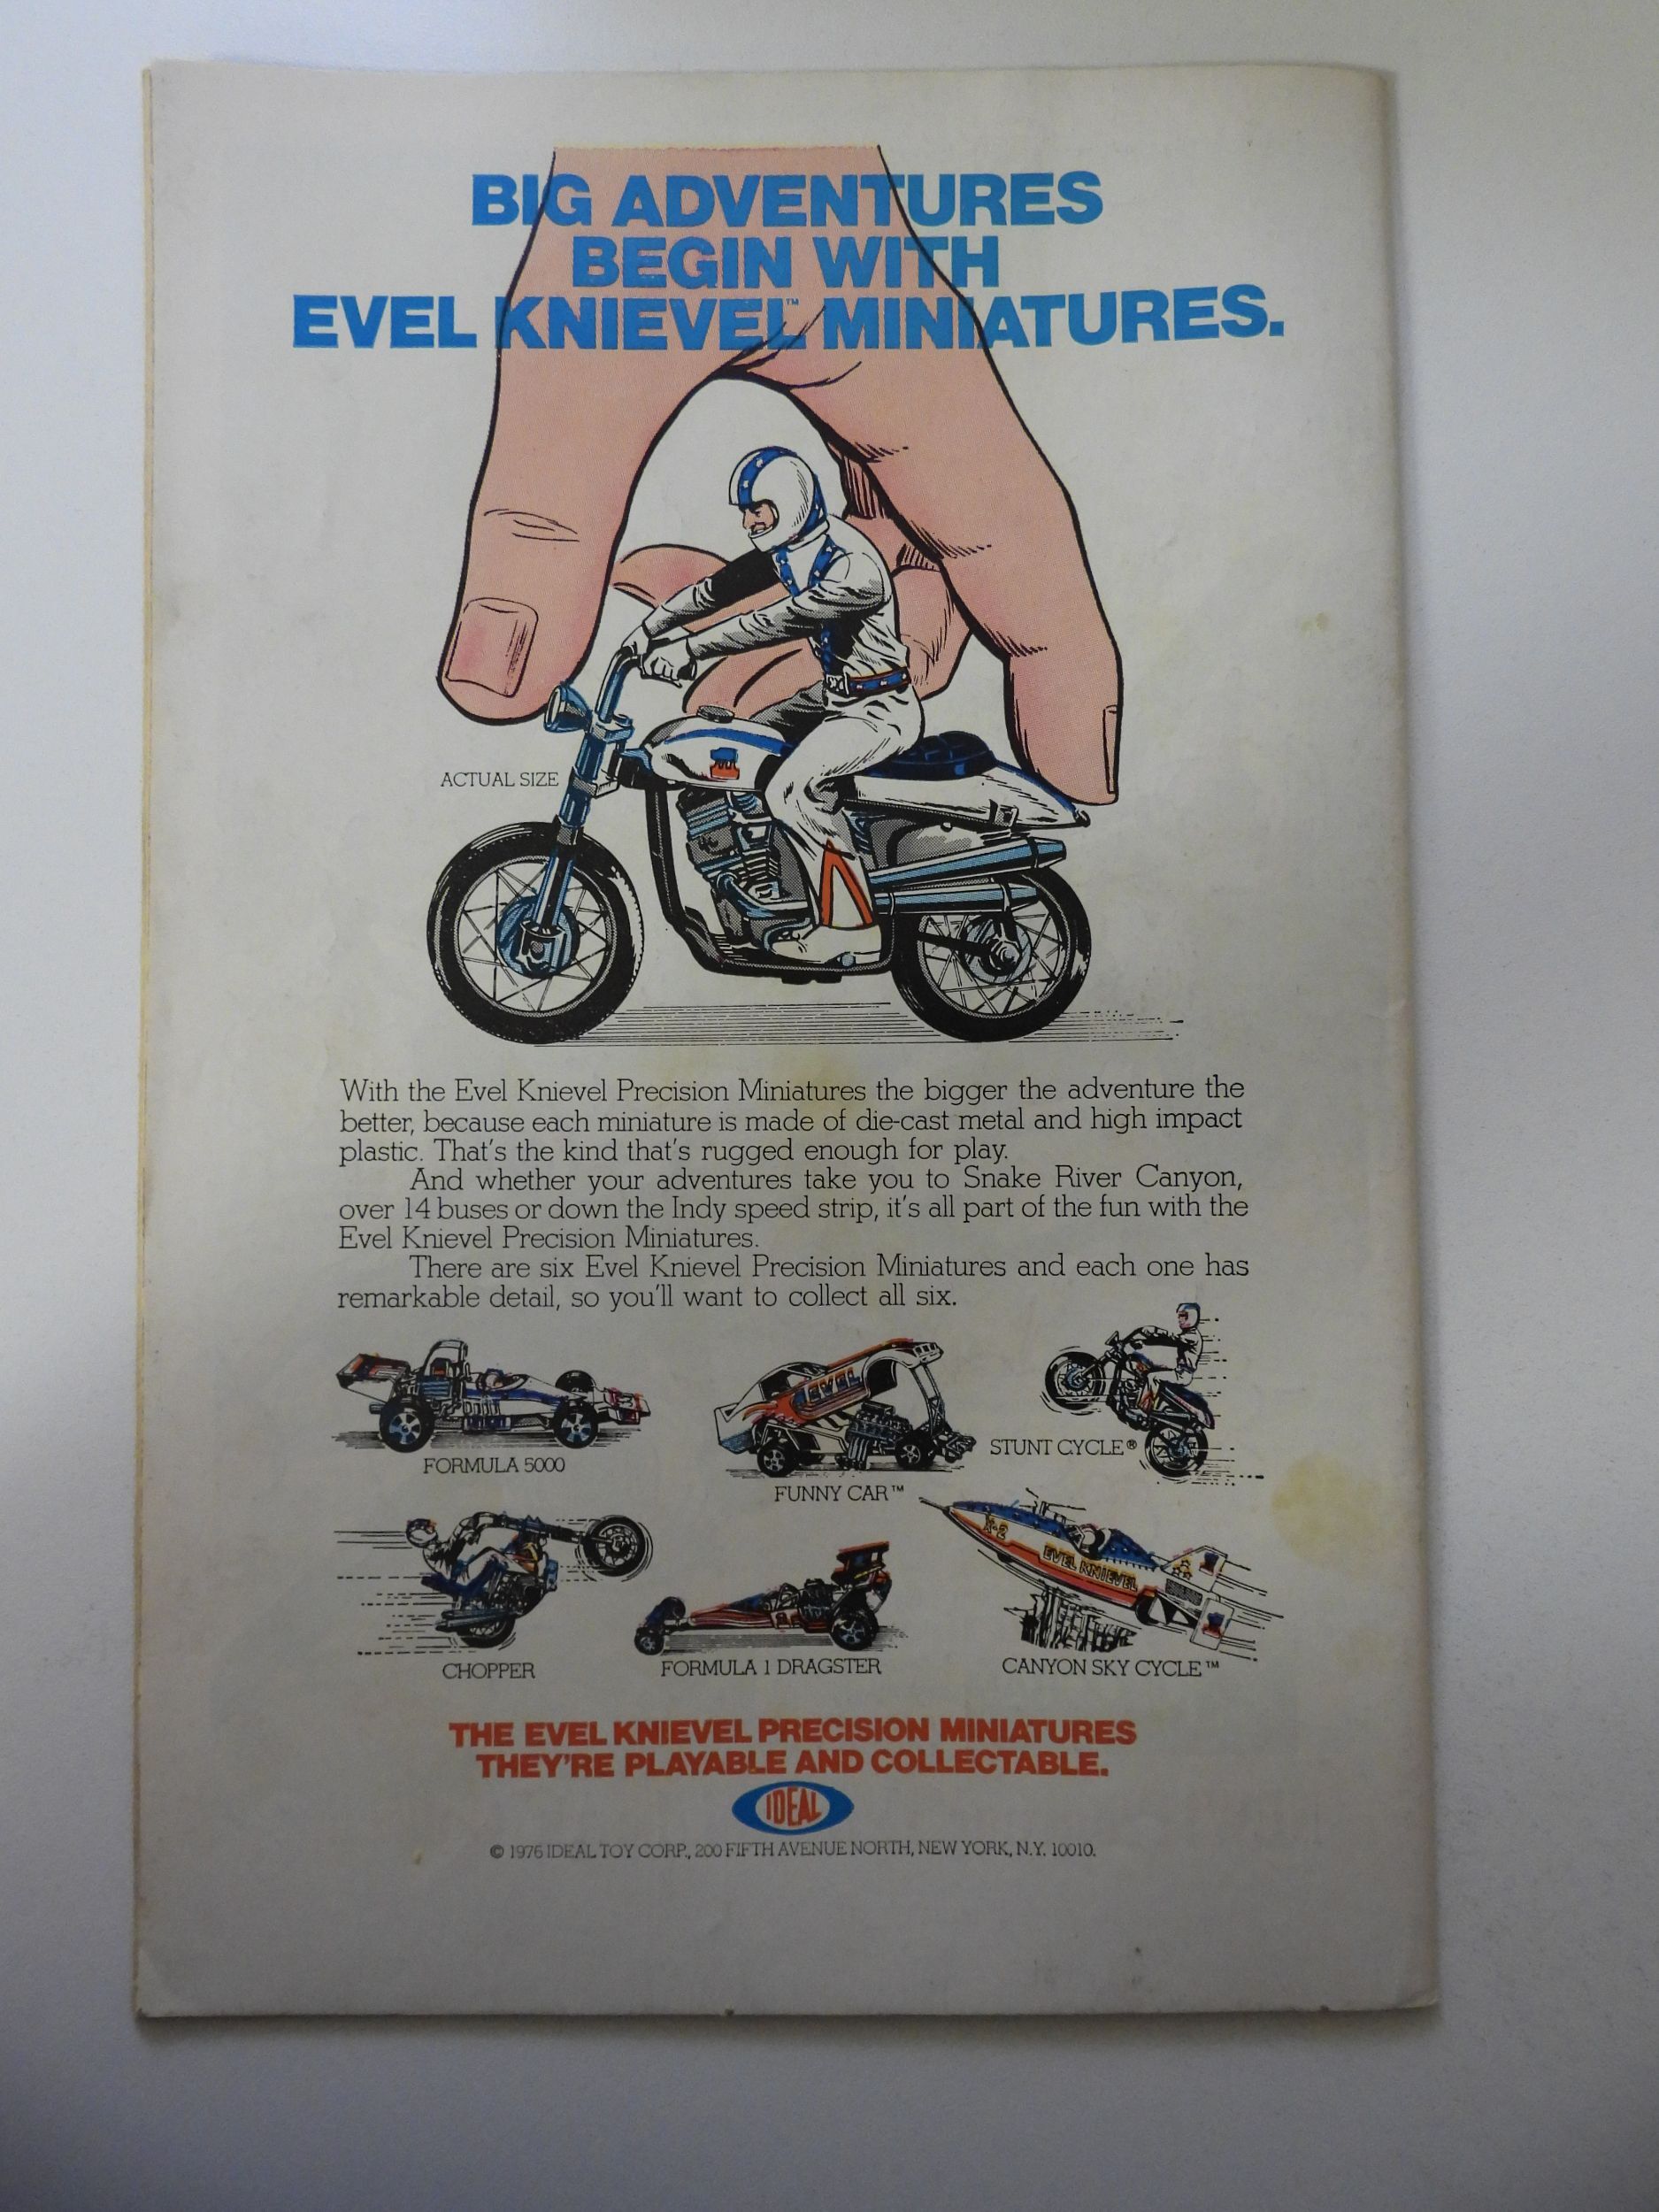 BIG ADVENTURES
BEGIN WITH
EVEL KNIEVEL™ MINIATURES.
ACTUAL SIZE
With the Evel Knievel Precision Miniatures the bigger the adventure the
better, because each miniature is made of die-cast metal and high impact
plastic. That's the kind that's rugged enough for play.
And whether your adventures take you to Snake River Canyon,
over 14 buses or down the Indy speed strip, it's all part of the fun with the
Evel Knievel Precision Miniatures.
There are six Evel Knievel Precision Miniatures and each one has
remarkable detail, so you'll want to collect all six.
EVEL
STUNT CYCLE®
FORMULA 5000
FUNNY CAR™
X-2
EVEL KNIEVEL
CHOPPER
FORMULA 1 DRAGSTER
CANYON SKY CYCLE™
THE EVEL KNIEVEL PRECISION MINIATURES
THEY'RE PLAYABLE AND COLLECTABLE.
IDEAL
© 1976 IDEAL TOY CORP., 200 FIFTH AVENUE NORTH, NEW YORK, N.Y. 10010.